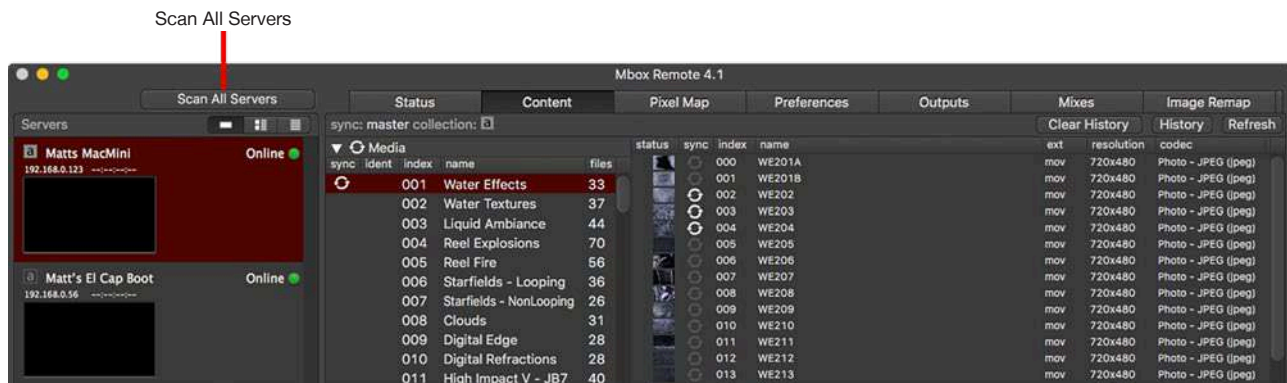 Scan All Servers
Mbox Remote 4.1
Scan All Servers
Status Content Pixel Map Preferences Outputs Mixes Image Remap
Servers
sync: master collection: a
Clear History History Refresh
a Matts MacMini Online
192.168.0.123 --:--:--:--
a Matt's El Cap Boot Online
192.168.0.56 --:--:--:--
Media
sync ident index name files
001 Water Effects 33
002 Water Textures 37
003 Liquid Ambiance 44
004 Reel Explosions 70
005 Reel Fire 56
006 Starfields - Looping 36
007 Starfields - NonLooping 26
008 Clouds 31
009 Digital Edge 28
010 Digital Refractions 28
011 High Impact V - JB7 40
status sync index name ext resolution codec
000 WE201A mov 720x480 Photo - JPEG (jpeg)
001 WE201B mov 720x480 Photo - JPEG (jpeg)
002 WE202 mov 720x480 Photo - JPEG (jpeg)
003 WE203 mov 720x480 Photo - JPEG (jpeg)
004 WE204 mov 720x480 Photo - JPEG (jpeg)
005 WE205 mov 720x480 Photo - JPEG (jpeg)
006 WE206 mov 720x480 Photo - JPEG (jpeg)
007 WE207 mov 720x480 Photo - JPEG (jpeg)
008 WE208 mov 720x480 Photo - JPEG (jpeg)
009 WE209 mov 720x480 Photo - JPEG (jpeg)
010 WE210 mov 720x480 Photo - JPEG (jpeg)
011 WE211 mov 720x480 Photo - JPEG (jpeg)
012 WE212 mov 720x480 Photo - JPEG (jpeg)
013 WE213 mov 720x480 Photo - JPEG (jpeg)